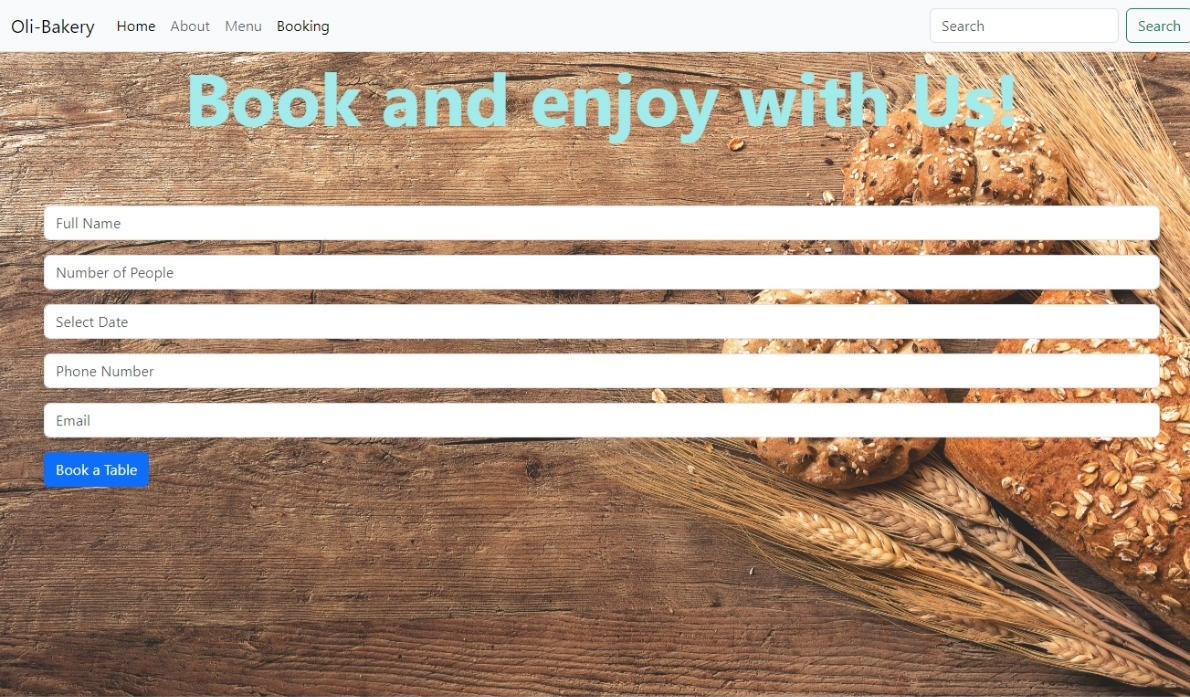 Oli-Bakery Home About Menu Booking Search Search
Book and enjoy with Us!
Full Name
Number of People
Select Date
Phone Number
Email
Book a Table